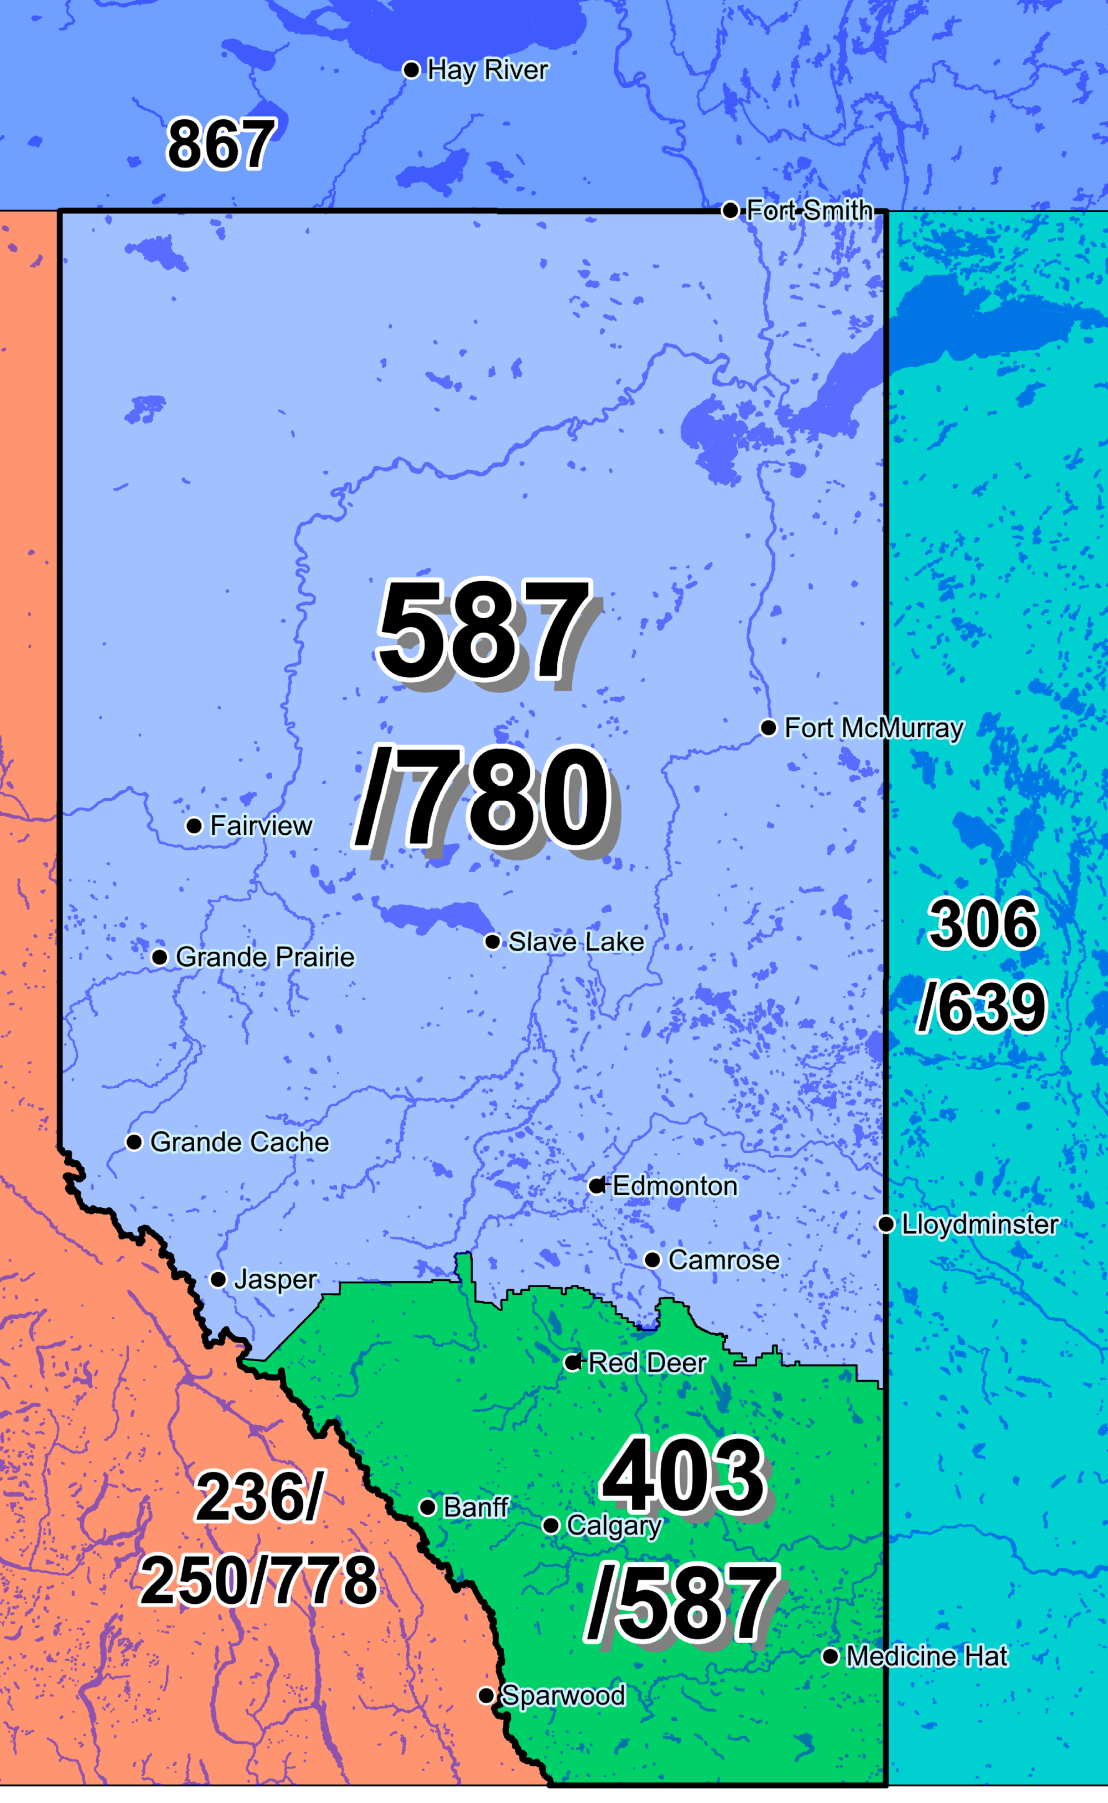 Hay River
867
Fort Smith
587
/780
Fort McMurray
Fairview
306
/639
Slave Lake
Grande Prairie
Grande Cache
Edmonton
Lloydminster
Camrose
Jasper
Red Deer
403
/587
236/
250/778
Banff
Calgary
Medicine Hat
Sparwood